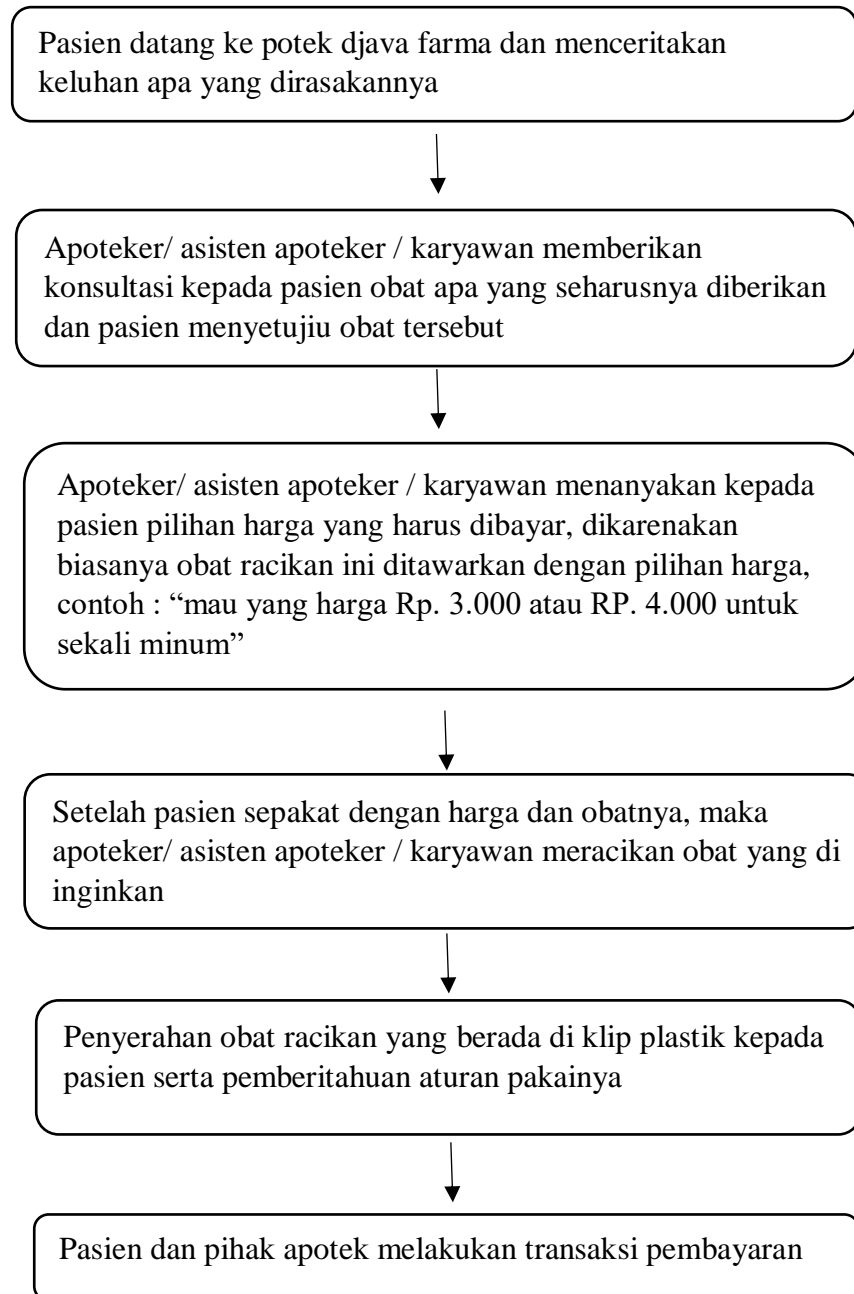 Pasien datang ke potek djava farma dan menceritakan
keluhan apa yang dirasakannya
Apoteker/ asisten apoteker / karyawan memberikan
konsultasi kepada pasien obat apa yang seharusnya diberikan
dan pasien menyetujiu obat tersebut
Apoteker/ asisten apoteker / karyawan menanyakan kepada
pasien pilihan harga yang harus dibayar, dikarenakan
biasanya obat racikan ini ditawarkan dengan pilihan harga,
contoh : “mau yang harga Rp. 3.000 atau RP. 4.000 untuk
sekali minum”
Setelah pasien sepakat dengan harga dan obatnya, maka
apoteker/ asisten apoteker / karyawan meracikan obat yang di
inginkan
Penyerahan obat racikan yang berada di klip plastik kepada
pasien serta pemberitahuan aturan pakainya
Pasien dan pihak apotek melakukan transaksi pembayaran